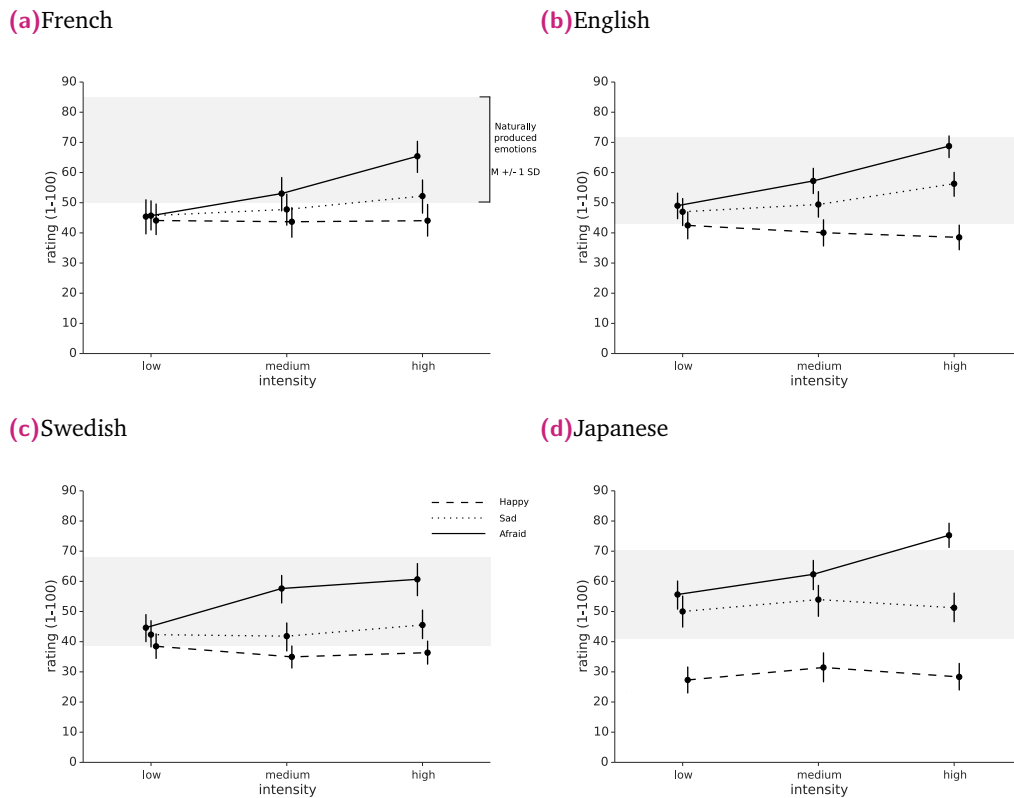 (a)French
90
80
70
60
50
40
30
20
10
0
rating (1-100)
Naturally
produced
emotions
M +/- 1 SD
low
medium
high
intensity
(b)English
90
80
70
60
50
40
30
20
10
0
rating (1-100)
low
medium
high
intensity
(c)Swedish
90
80
70
60
50
40
30
20
10
0
rating (1-100)
Happy
Sad
Afraid
low
medium
high
intensity
(d)Japanese
90
80
70
60
50
40
30
20
10
0
rating (1-100)
low
medium
high
intensity